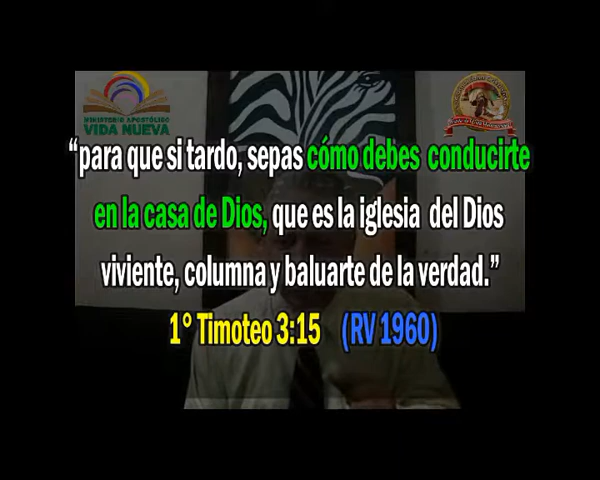 MINISTERIO APOSTÓLICO
VIDA NUEVA
“para que si tardo, sepas cómo debes conducirte
en la casa de Dios, que es la iglesia del Dios
viviente, columna y baluarte de la verdad.”
1° Timoteo 3:15 (RV 1960)